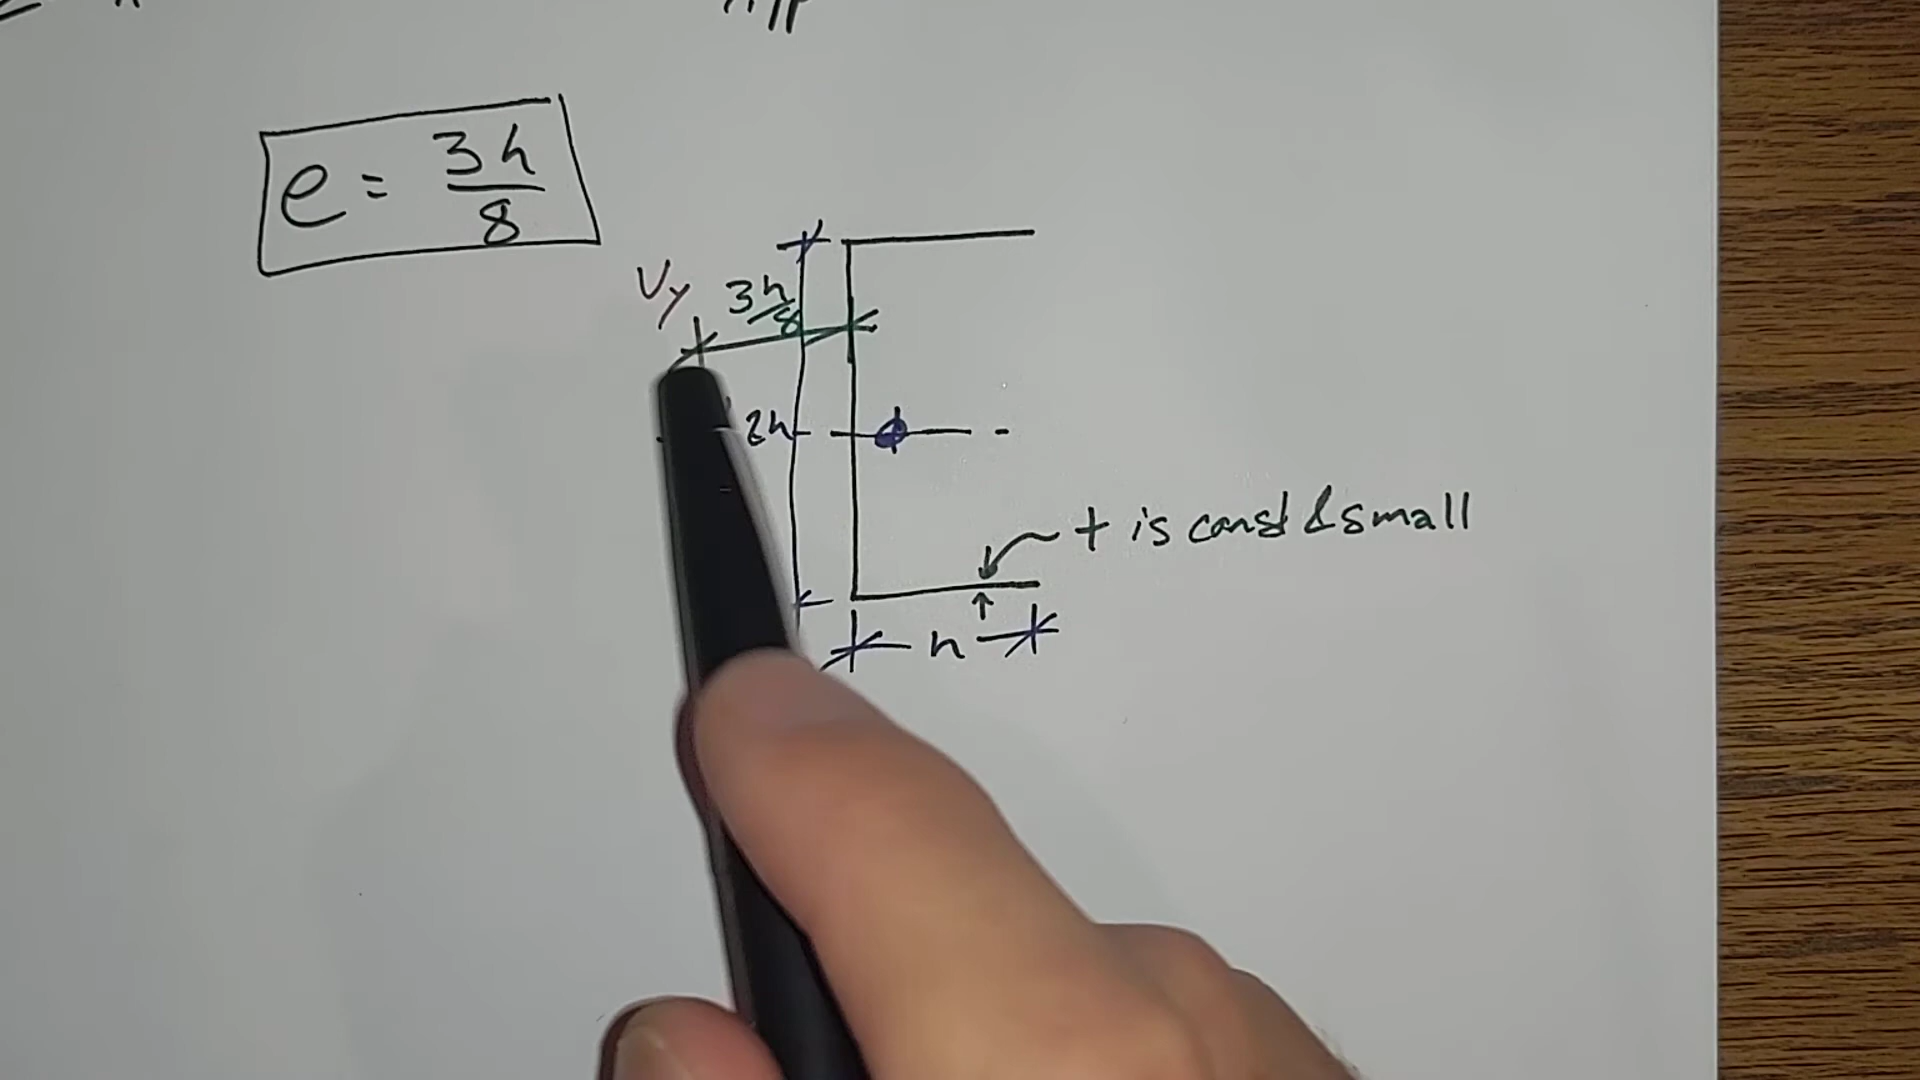 e = 3h/8
Vy
3h/8
2h
t is const & small
h